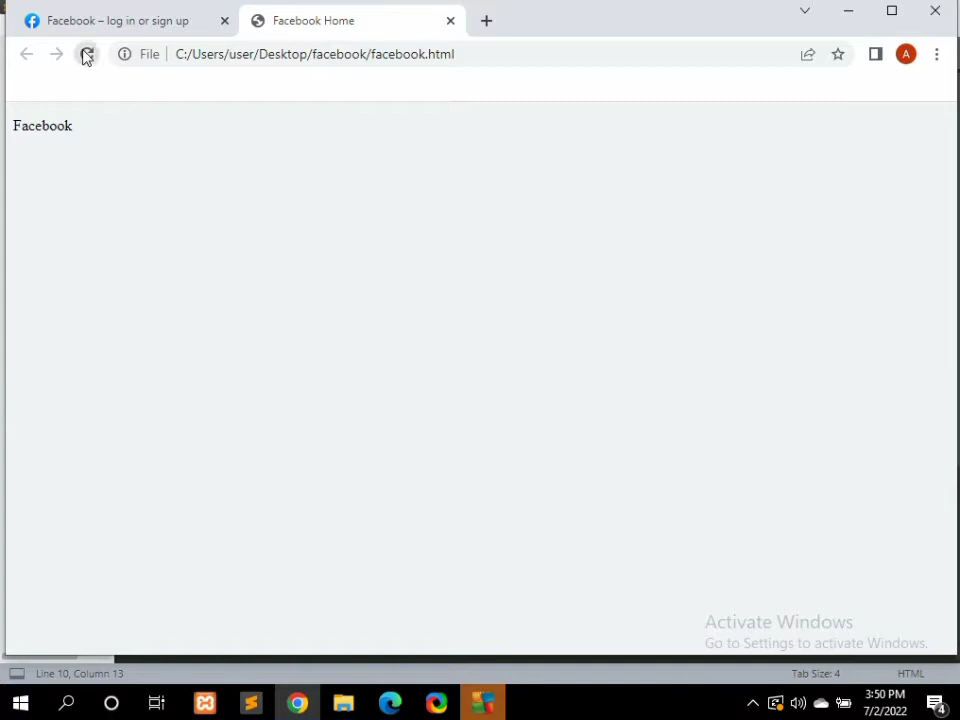 Facebook – log in or sign up
Facebook Home
File
C:/Users/user/Desktop/facebook/facebook.html
A
Facebook
Activate Windows
Go to Settings to activate Windows.
Line 10, Column 13
Tab Size: 4
HTML
3:50 PM
7/2/2022
4